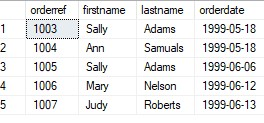 orderref firstname lastname orderdate
1 1003 Sally Adams 1999-05-18
2 1004 Ann Samuals 1999-05-18
3 1005 Sally Adams 1999-06-06
4 1006 Mary Nelson 1999-06-12
5 1007 Judy Roberts 1999-06-13